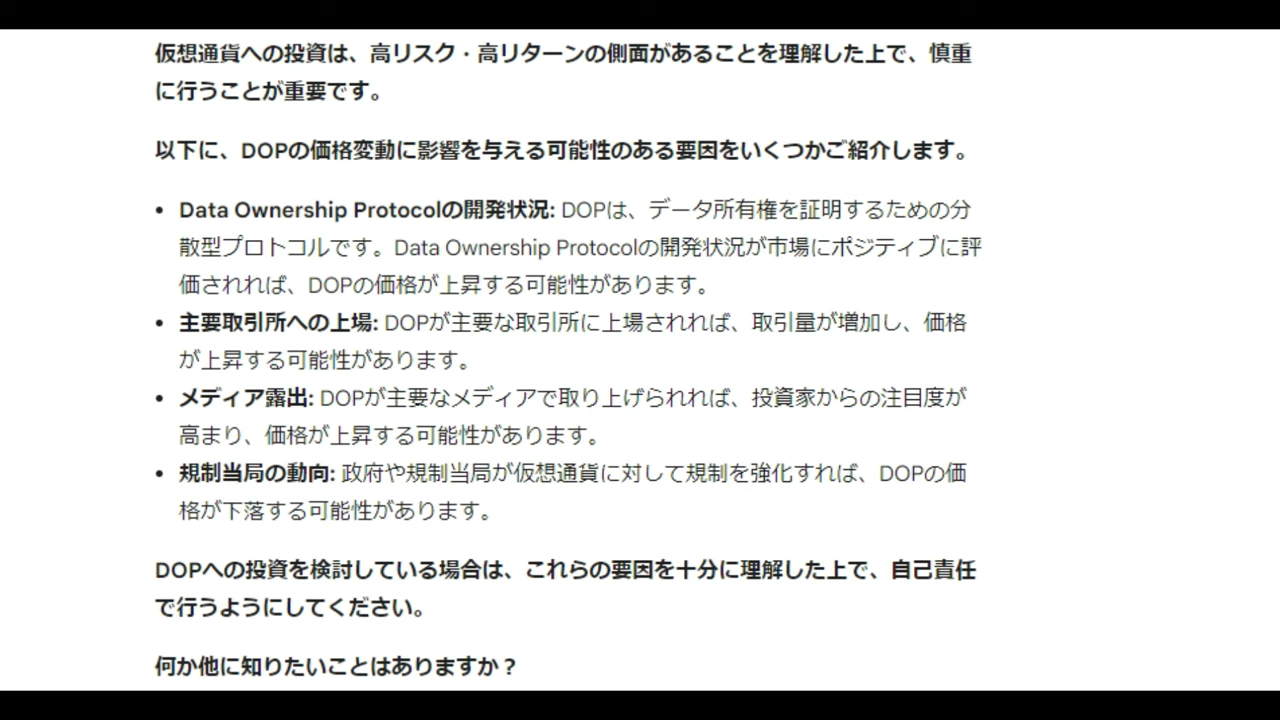 仮想通貨への投資は、高リスク・高リターンの側面があることを理解した上で、慎重
に行うことが重要です。
以下に、DOPの価格変動に影響を与える可能性のある要因をいくつかご紹介します。
• Data Ownership Protocolの開発状況: DOPは、データ所有権を証明するための分
散型プロトコルです。Data Ownership Protocolの開発状況が市場にポジティブに評
価されれば、DOPの価格が上昇する可能性があります。
• 主要取引所への上場: DOPが主要な取引所に上場されれば、取引量が増加し、価格
が上昇する可能性があります。
• メディア露出: DOPが主要なメディアで取り上げられれば、投資家からの注目度が
高まり、価格が上昇する可能性があります。
• 規制当局の動向: 政府や規制当局が仮想通貨に対して規制を強化すれば、DOPの価
格が下落する可能性があります。
DOPへの投資を検討している場合は、これらの要因を十分に理解した上で、自己責任
で行うようにしてください。
何か他に知りたいことはありますか？